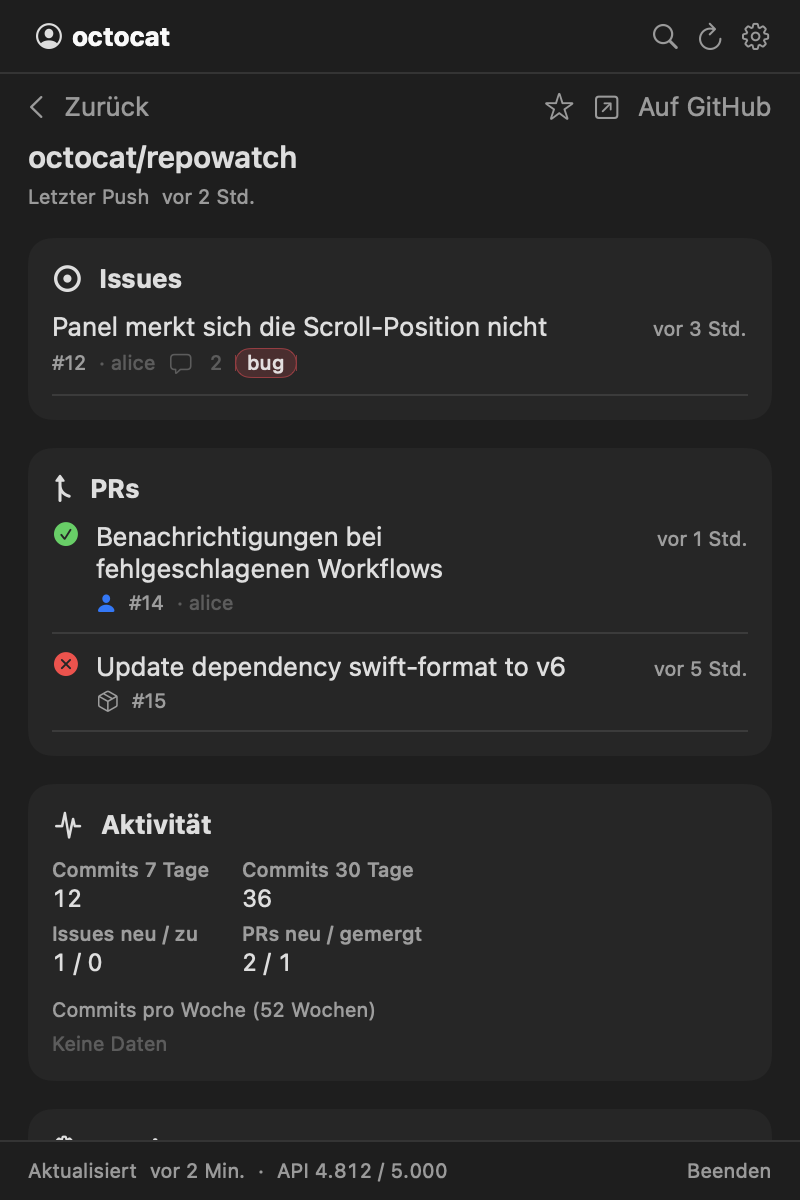 octocat
Zurück
Auf GitHub
octocat/repowatch
Letzter Push vor 2 Std.
Issues
Panel merkt sich die Scroll-Position nicht vor 3 Std.
#12 · alice 2 bug
PRs
Benachrichtigungen bei vor 1 Std.
fehlgeschlagenen Workflows
#14 · alice
Update dependency swift-format to v6 vor 5 Std.
#15
Aktivität
Commits 7 Tage Commits 30 Tage
12 36
Issues neu / zu PRs neu / gemergt
1 / 0 2 / 1
Commits pro Woche (52 Wochen)
Keine Daten
Aktualisiert vor 2 Min. · API 4.812 / 5.000 Beenden